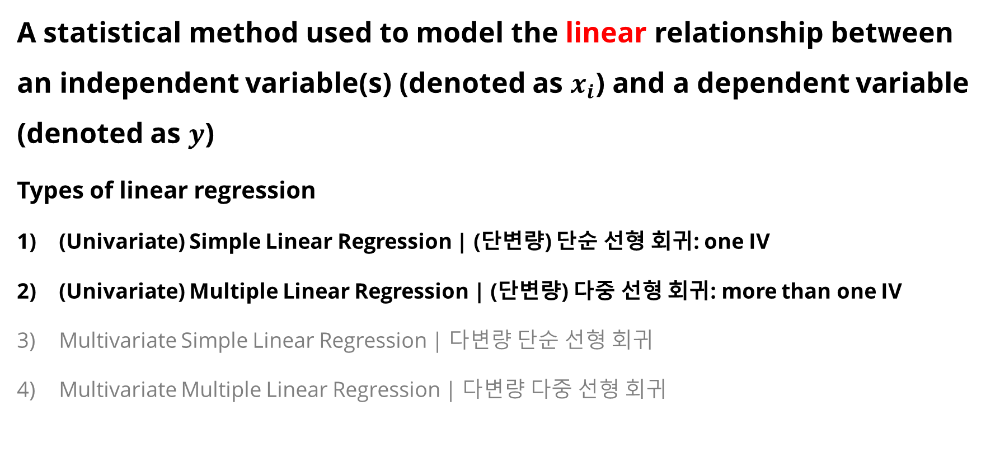 A statistical method used to model the linear relationship between
an independent variable(s) (denoted as 𝒙𝒊) and a dependent variable
(denoted as 𝒚)
Types of linear regression
1) (Univariate) Simple Linear Regression | (단변량) 단순 선형 회귀: one IV
2) (Univariate) Multiple Linear Regression | (단변량) 다중 선형 회귀: more than one IV
3) Multivariate Simple Linear Regression | 다변량 단순 선형 회귀
4) Multivariate Multiple Linear Regression | 다변량 다중 선형 회귀